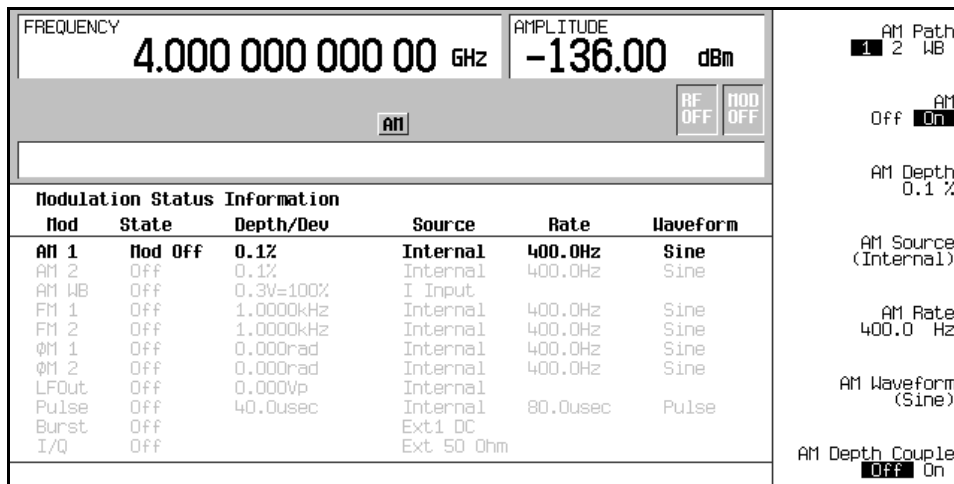 FREQUENCY
4.000 000 000 00 GHz
AMPLITUDE
-136.00 dBm
AM
RF OFF
MOD OFF
Modulation Status Information
Mod State Depth/Dev Source Rate Waveform
AM 1 Mod Off 0.1% Internal 400.0Hz Sine
AM 2 Off 0.1% Internal 400.0Hz Sine
AM WB Off 0.3V=100% I Input
FM 1 Off 1.0000kHz Internal 400.0Hz Sine
FM 2 Off 1.0000kHz Internal 400.0Hz Sine
ΦM 1 Off 0.000rad Internal 400.0Hz Sine
ΦM 2 Off 0.000rad Internal 400.0Hz Sine
LFOut Off 0.000Vp Internal
Pulse Off 40.0usec Internal 80.0usec Pulse
Burst Off Ext1 DC
I/Q Off Ext 50 Ohm
AM Path
1 2 WB
AM
Off On
AM Depth
0.1 %
AM Source
(Internal)
AM Rate
400.0 Hz
AM Waveform
(Sine)
AM Depth Couple
Off On